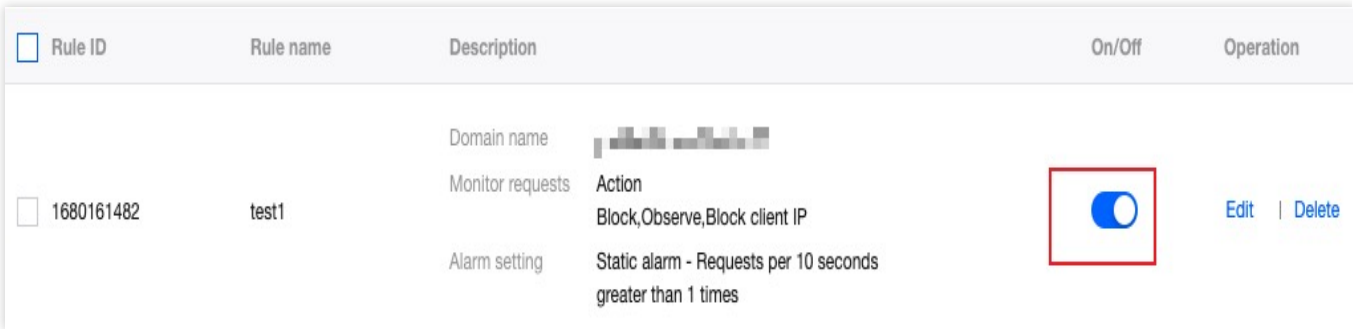 Rule ID Rule name Description On/Off Operation
Domain name
Monitor requests Action
Block,Observe,Block client IP
1680161482 test1 Edit | Delete
Alarm setting Static alarm - Requests per 10 seconds
greater than 1 times